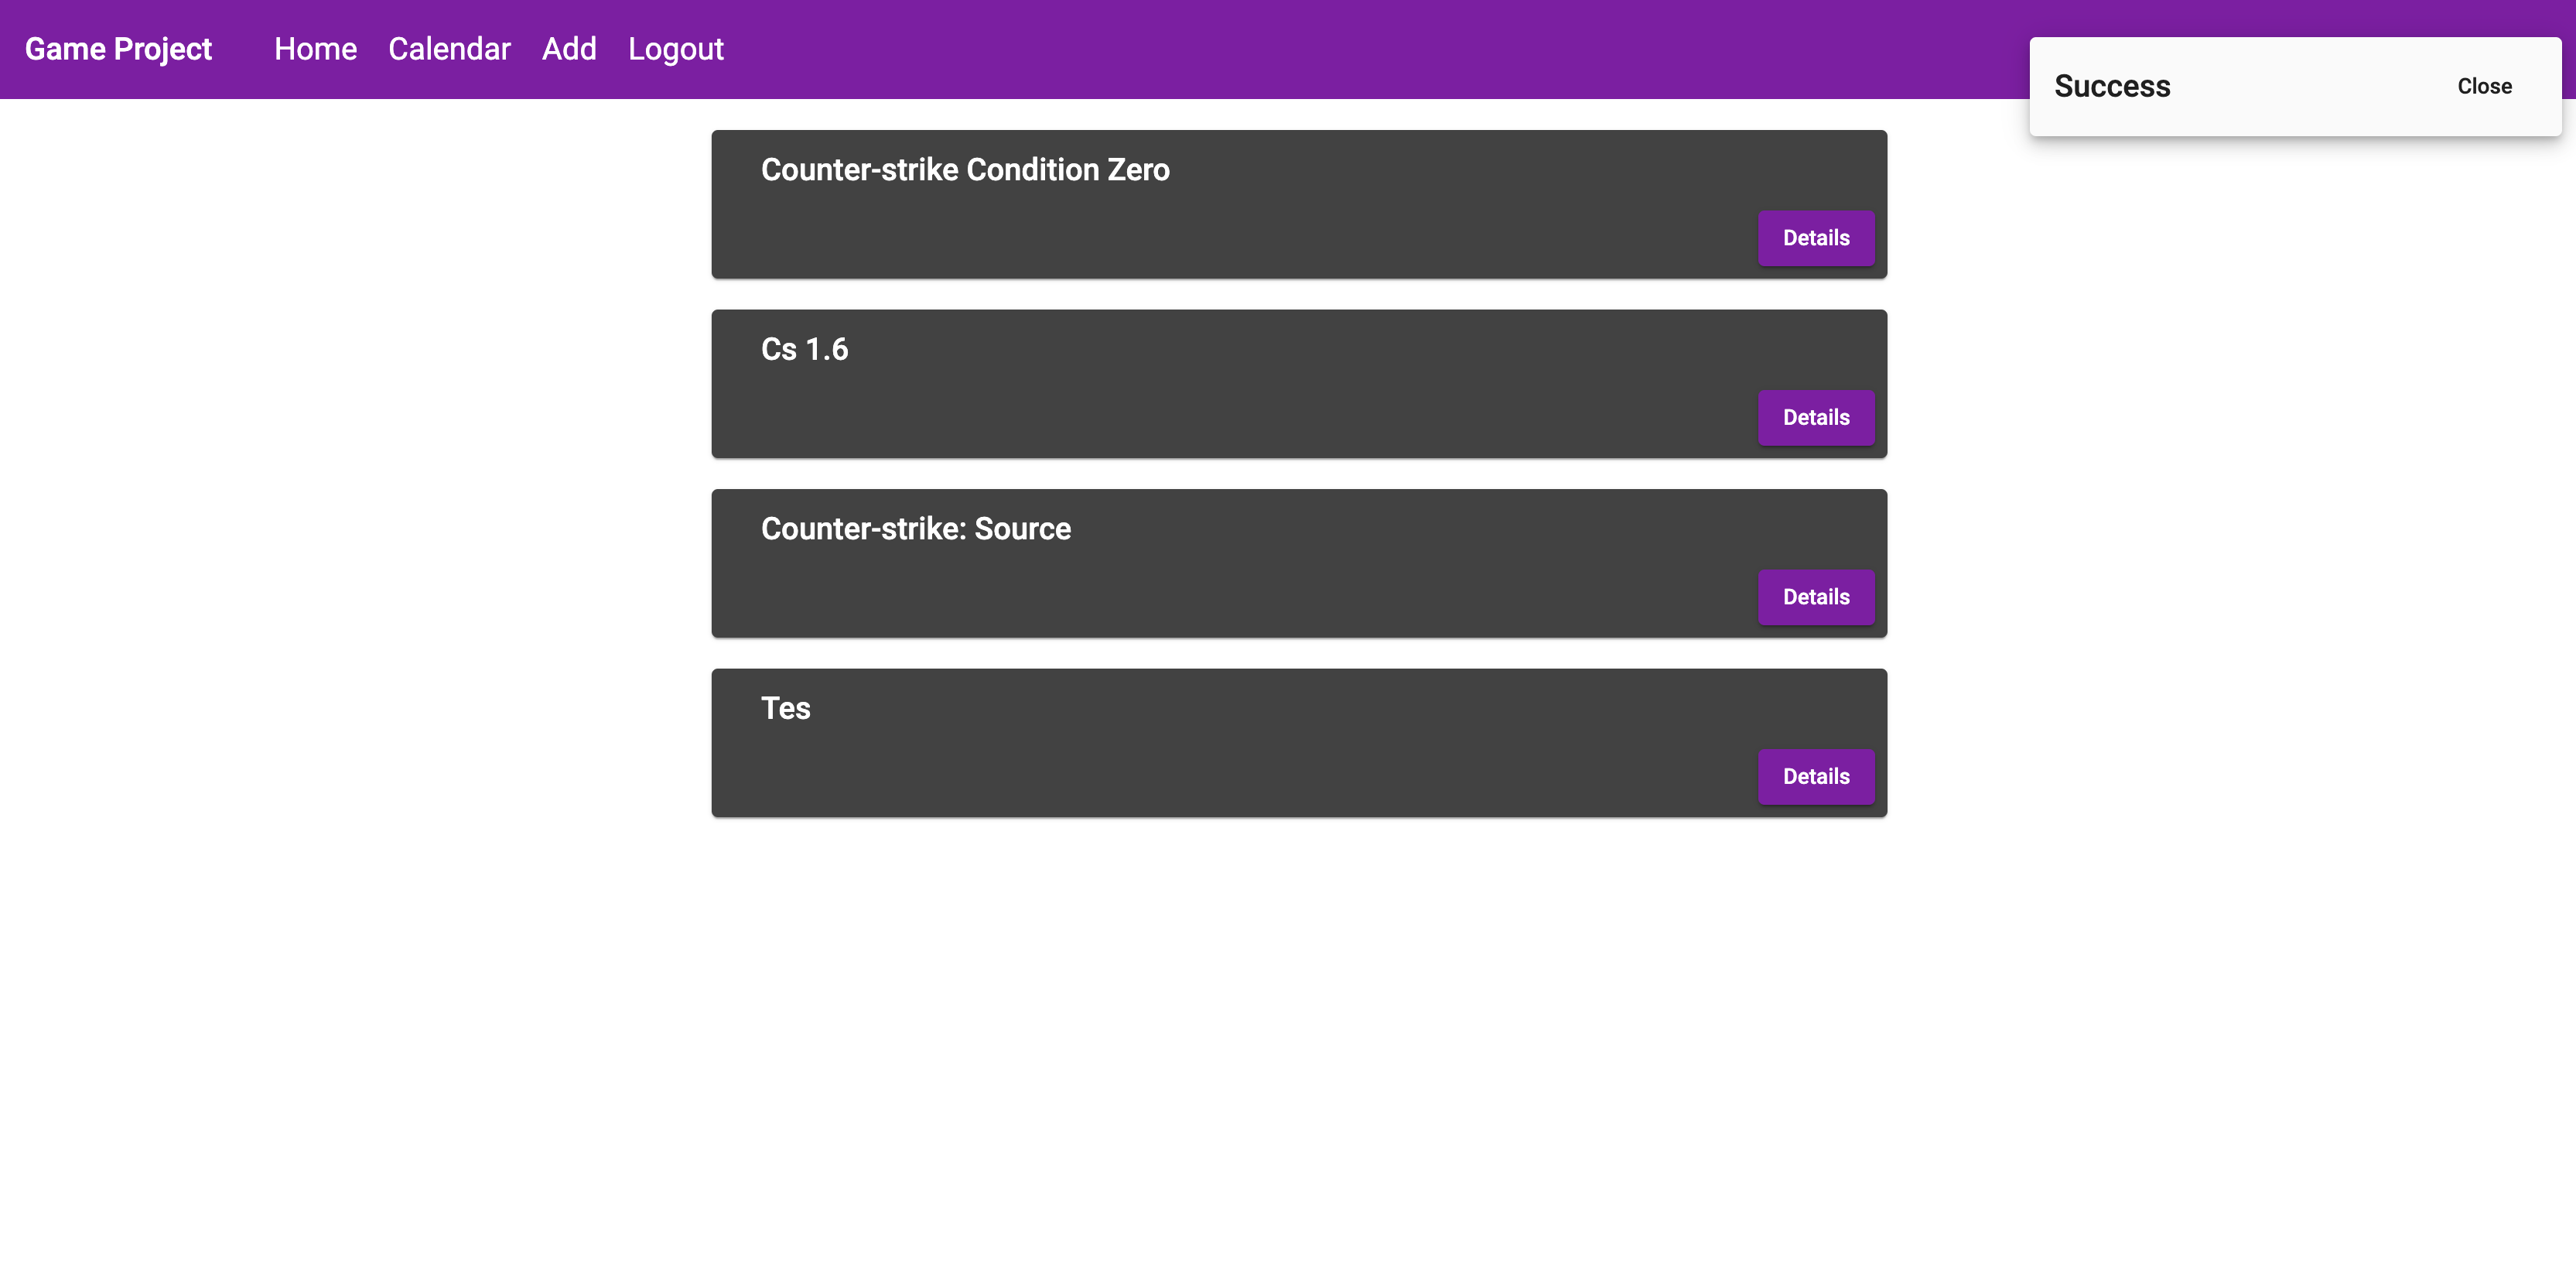 Game Project Home Calendar Add Logout
Success Close
Counter-strike Condition Zero
Details
Cs 1.6
Details
Counter-strike: Source
Details
Tes
Details